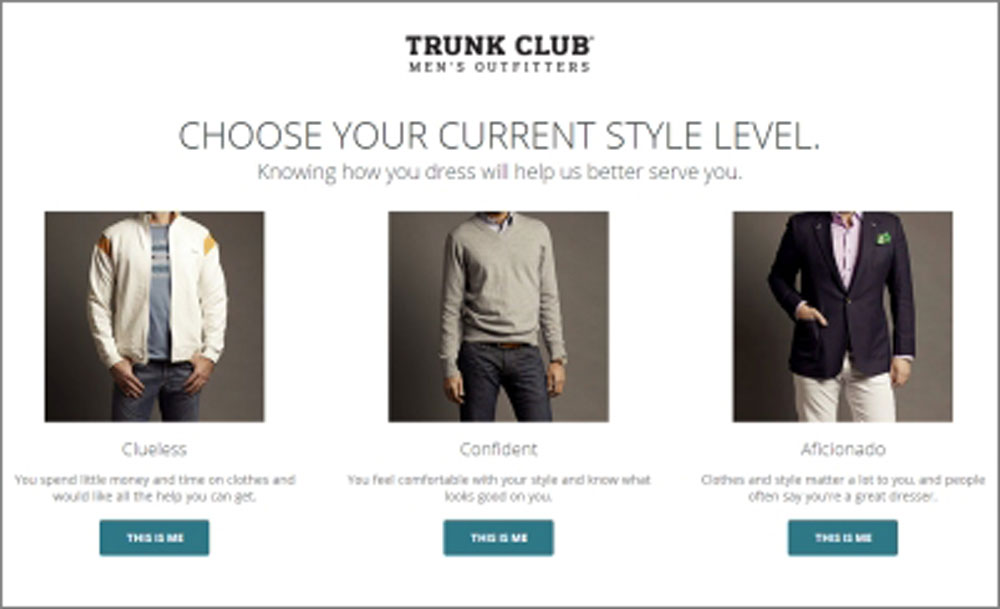 TRUNK CLUB®
MEN'S OUTFITTERS
CHOOSE YOUR CURRENT STYLE LEVEL.
Knowing how you dress will help us better serve you.
Clueless
Confident
Aficionado
You spend little money and time on clothes and
would like all the help you can get.
You feel comfortable with your style and know what
looks good on you.
Clothes and style matter a lot to you, and people
often say you're a great dresser.
THIS IS ME
THIS IS ME
THIS IS ME